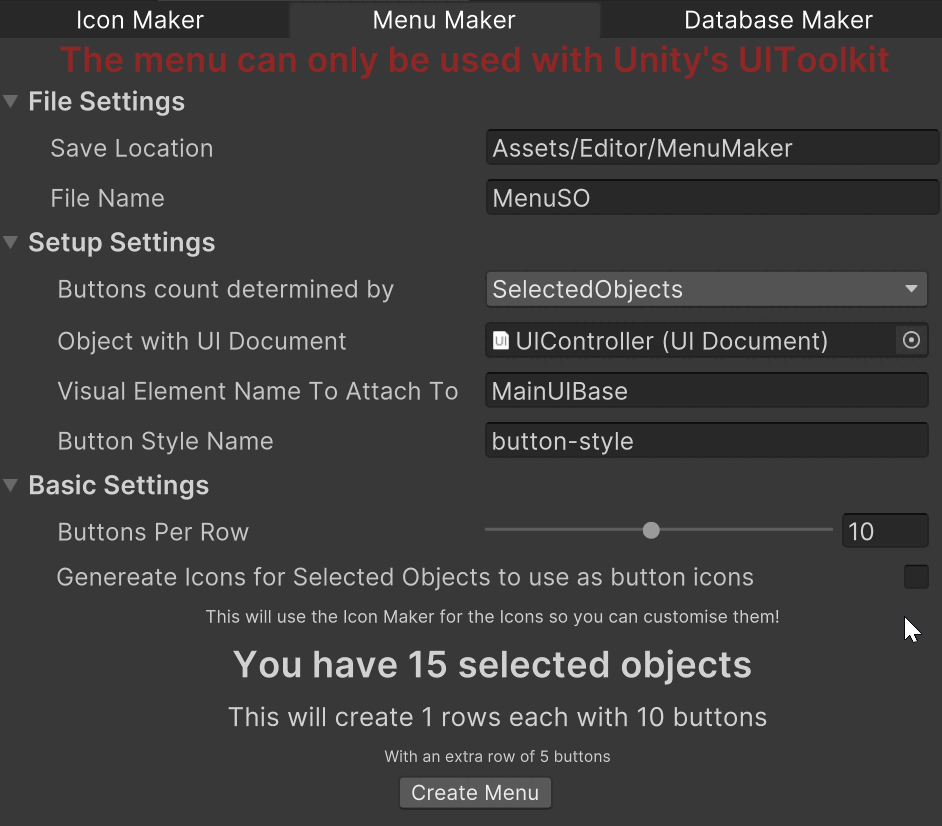 Icon Maker Menu Maker Database Maker
The menu can only be used with Unity's UIToolkit
File Settings
Save Location Assets/Editor/MenuMaker
File Name MenuSO
Setup Settings
Buttons count determined by SelectedObjects
Object with UI Document UI UIController (UI Document)
Visual Element Name To Attach To MainUIBase
Button Style Name button-style
Basic Settings
Buttons Per Row 10
Genereate Icons for Selected Objects to use as button icons
This will use the Icon Maker for the Icons so you can customise them!
You have 15 selected objects
This will create 1 rows each with 10 buttons
With an extra row of 5 buttons
Create Menu